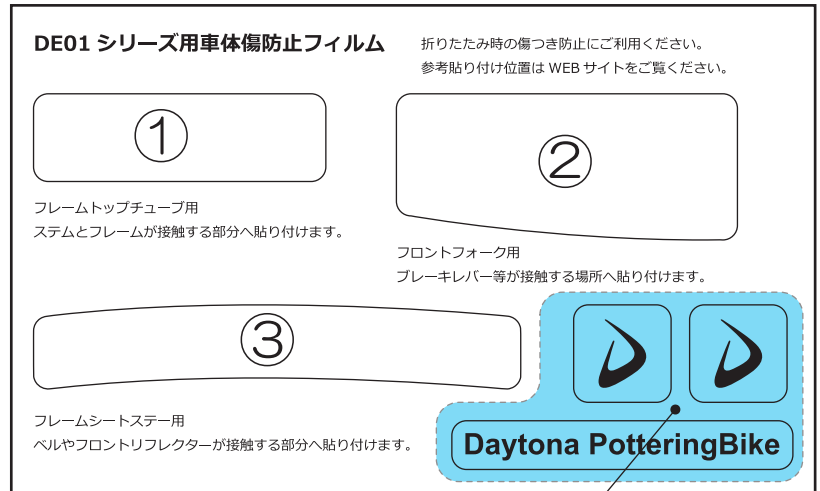 DE01 シリーズ用車体傷防止フィルム
折りたたみ時の傷つき防止にご利用ください。
参考貼り付け位置は WEB サイトをご覧ください。
①
②
フレームトップチューブ用
ステムとフレームが接触する部分へ貼り付けます。
フロントフォーク用
ブレーキレバー等が接触する場所へ貼り付けます。
③
フレームシートステー用
ベルやフロントリフレクターが接触する部分へ貼り付けます。
Daytona PotteringBike